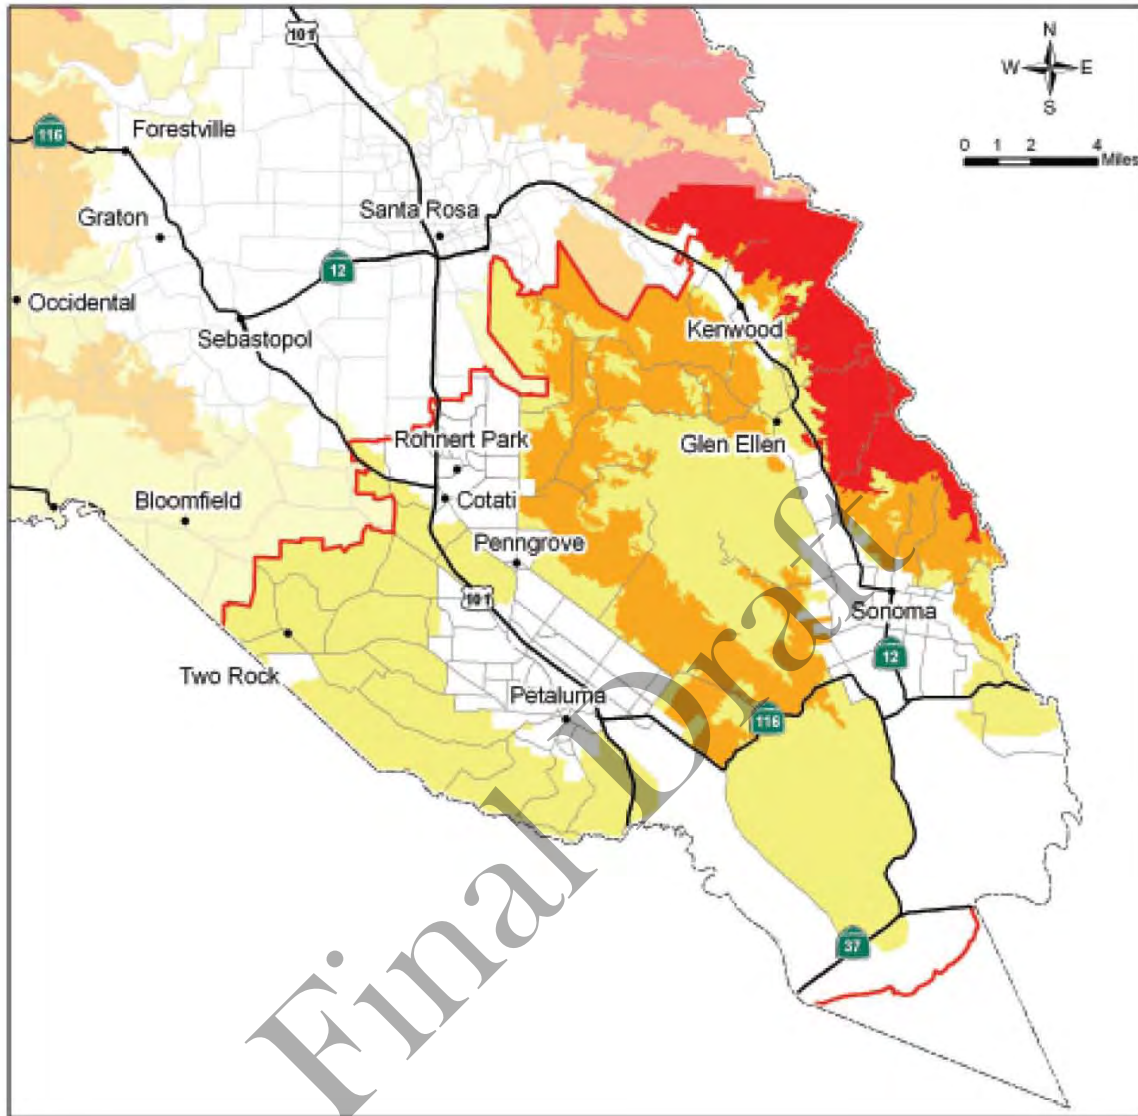 101
N
W E
S
116
Forestville
0 1 2 4 Miles
Graton
Santa Rosa
12
Occidental
Sebastopol
Kenwood
Rohnert Park
Glen Ellen
Bloomfield
Cotati
Penngrove
101
Sonoma
12
Two Rock
Petaluma
116
37
Final Draft